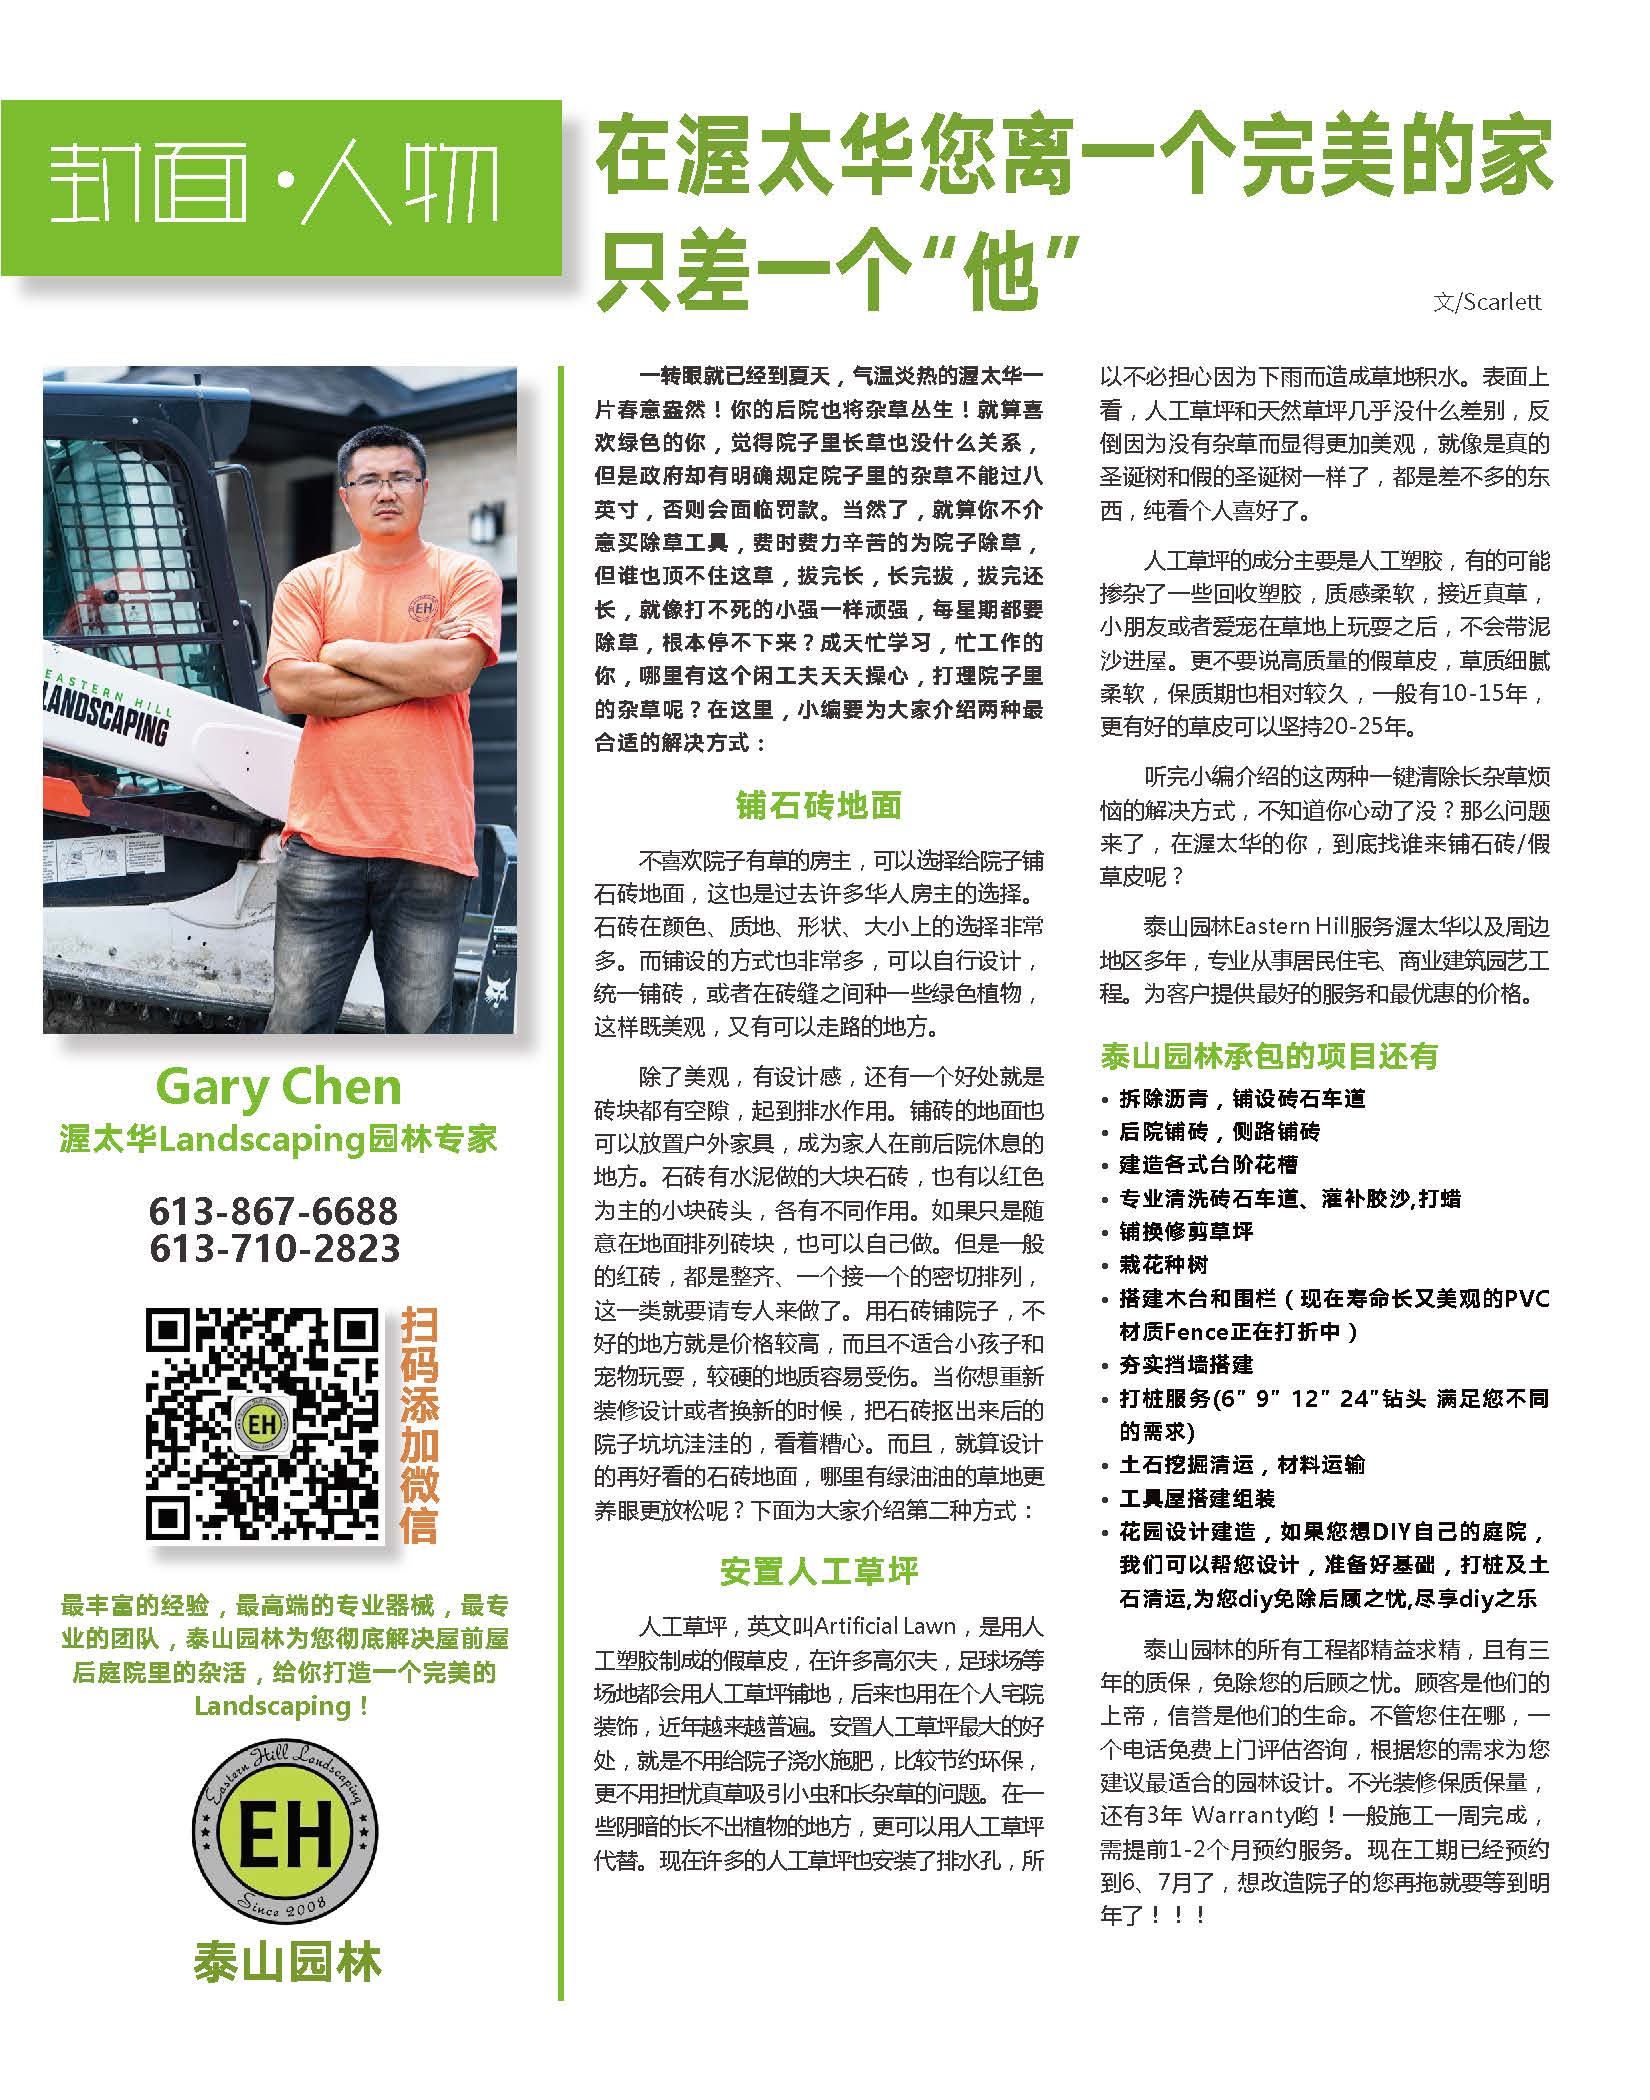 封面·人物
在渥太华您离一个完美的家
只差一个“他”
文/Scarlett
EASTERN HILL
LANDSCAPING
EH
Gary Chen
渥太华Landscaping园林专家
613-867-6688
613-710-2823
扫码添加微信
EH
最丰富的经验，最高端的专业器械，最专
业的团队，泰山园林为您彻底解决屋前屋
后庭院里的杂活，给你打造一个完美的
Landscaping！
Eastern Hill Landscaping
EH
Since 2008
泰山园林
一转眼就已经到夏天，气温炎热的渥太华一
片春意盎然！你的后院也将杂草丛生！就算喜
欢绿色的你，觉得院子里长草也没什么关系，
但是政府却有明确规定院子里的杂草不能过八
英寸，否则会面临罚款。当然了，就算你不介
意买除草工具，费时费力辛苦的为院子除草，
但谁也顶不住这草，拔完长，长完拔，拔完还
长，就像打不死的小强一样顽强，每星期都要
除草，根本停不下来？成天忙学习，忙工作的
你，哪里有这个闲工夫天天操心，打理院子里
的杂草呢？在这里，小编要为大家介绍两种最
合适的解决方式：
铺石砖地面
不喜欢院子有草的房主，可以选择给院子铺
石砖地面，这也是过去许多华人房主的选择。
石砖在颜色、质地、形状、大小上的选择非常
多。而铺设的方式也非常多，可以自行设计，
统一铺砖，或者在砖缝之间种一些绿色植物，
这样既美观，又有可以走路的地方。
除了美观，有设计感，还有一个好处就是
砖块都有空隙，起到排水作用。铺砖的地面也
可以放置户外家具，成为家人在前后院休息的
地方。石砖有水泥做的大块石砖，也有以红色
为主的小块砖头，各有不同作用。如果只是随
意在地面排列砖块，也可以自己做。但是一般
的红砖，都是整齐、一个接一个的密切排列，
这一类就要请专人来做了。用石砖铺院子，不
好的地方就是价格较高，而且不适合小孩子和
宠物玩耍，较硬的地质容易受伤。当你想重新
装修设计或者换新的时候，把石砖抠出来后的
院子坑坑洼洼的，看着糟心。而且，就算设计
的再好看的石砖地面，哪里有绿油油的草地更
养眼更放松呢？下面为大家介绍第二种方式：
安置人工草坪
人工草坪，英文叫Artificial Lawn，是用人
工塑胶制成的假草皮，在许多高尔夫，足球场等
场地都会用人工草坪铺地，后来也用在个人宅院
装饰，近年越来越普遍。安置人工草坪最大的好
处，就是不用给院子浇水施肥，比较节约环保，
更不用担忧真草吸引小虫和长杂草的问题。在一
些阴暗的长不出植物的地方，更可以用人工草坪
代替。现在许多的人工草坪也安装了排水孔，所
以不必担心因为下雨而造成草地积水。表面上
看，人工草坪和天然草坪几乎没什么差别，反
倒因为没有杂草而显得更加美观，就像是真的
圣诞树和假的圣诞树一样了，都是差不多的东
西，纯看个人喜好了。
人工草坪的成分主要是人工塑胶，有的可能
掺杂了一些回收塑胶，质感柔软，接近真草，
小朋友或者爱宠在草地上玩耍之后，不会带泥
沙进屋。更不要说高质量的假草皮，草质细腻
柔软，保质期也相对较久，一般有10-15年，
更有好的草皮可以坚持20-25年。
听完小编介绍的这两种一键清除长杂草烦
恼的解决方式，不知道你心动了没？那么问题
来了，在渥太华的你，到底找谁来铺石砖/假
草皮呢？
泰山园林Eastern Hill服务渥太华以及周边
地区多年，专业从事居民住宅、商业建筑园艺工
程。为客户提供最好的服务和最优惠的价格。
泰山园林承包的项目还有
• 拆除沥青，铺设砖石车道
• 后院铺砖，侧路铺砖
• 建造各式台阶花槽
• 专业清洗砖石车道、灌补胶沙,打蜡
• 铺换修剪草坪
• 栽花种树
• 搭建木台和围栏（现在寿命长又美观的PVC
材质Fence正在打折中）
• 夯实挡墙搭建
• 打桩服务(6″ 9″ 12″ 24″钻头 满足您不同
的需求)
• 土石挖掘清运，材料运输
• 工具屋搭建组装
• 花园设计建造，如果您想DIY自己的庭院，
我们可以帮您设计，准备好基础，打桩及土
石清运,为您diy免除后顾之忧,尽享diy之乐
泰山园林的所有工程都精益求精，且有三
年的质保，免除您的后顾之忧。顾客是他们的
上帝，信誉是他们的生命。不管您住在哪，一
个电话免费上门评估咨询，根据您的需求为您
建议最适合的园林设计。不光装修保质保量，
还有3年 Warranty哟！一般施工一周完成，
需提前1-2个月预约服务。现在工期已经预约
到6、7月了，想改造院子的您再拖就要等到明
年了！！！